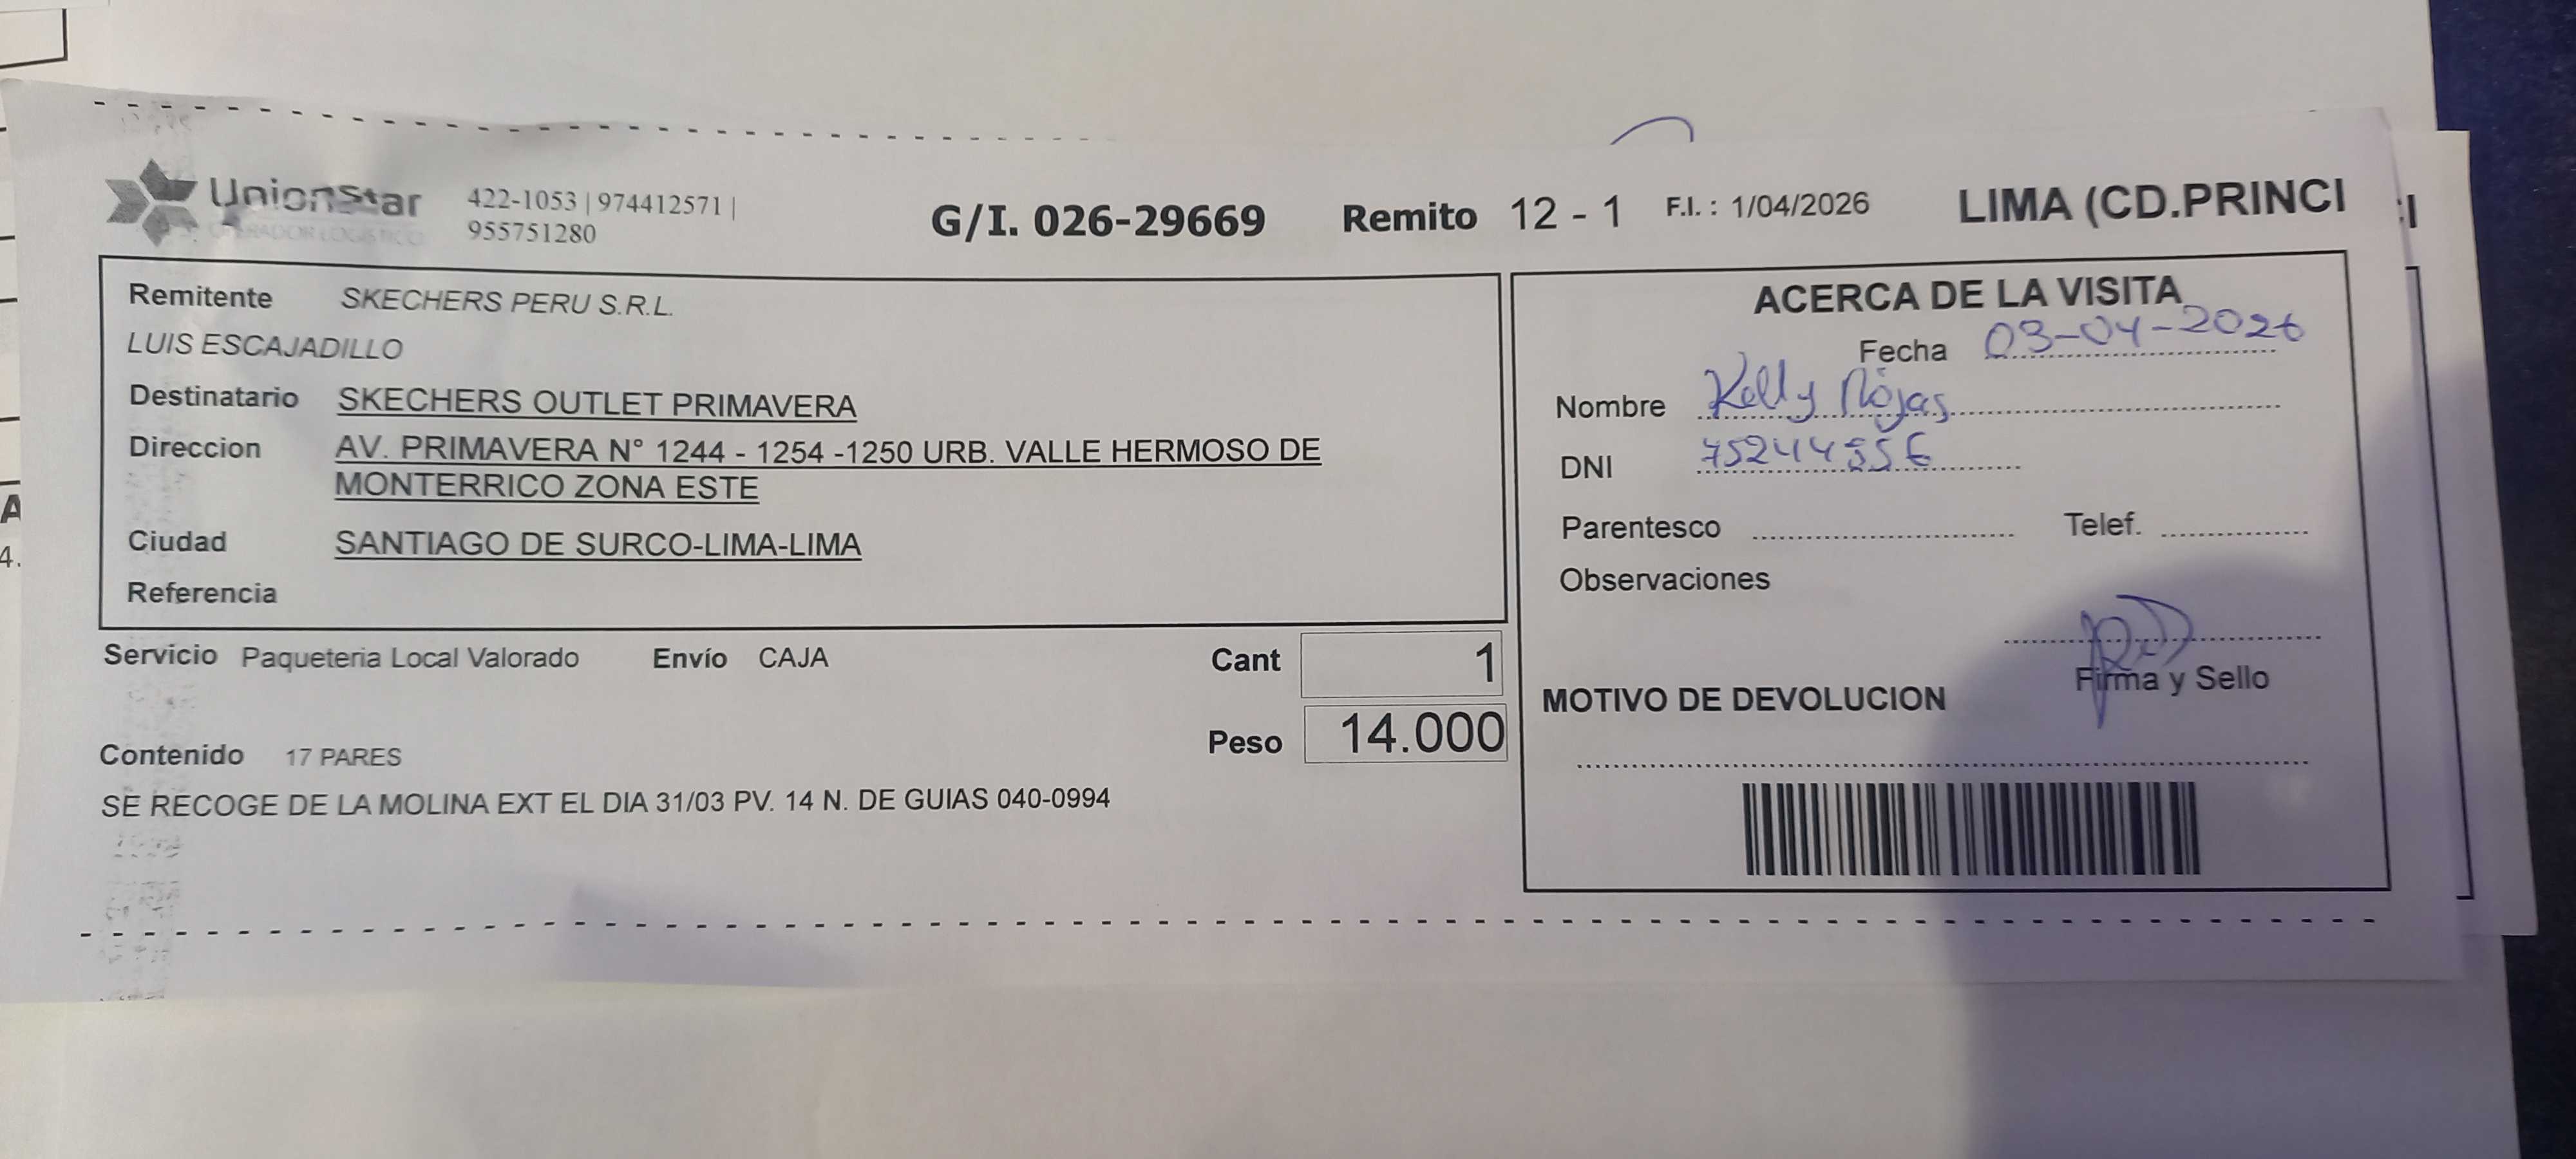 UnionStar
OPERADOR LOGISTICO
422-1053 | 974412571 |
955751280
G/I. 026-29669
Remito 12 - 1
F.I. : 1/04/2026
LIMA (CD.PRINCI
Remitente SKECHERS PERU S.R.L.
LUIS ESCAJADILLO
Destinatario SKECHERS OUTLET PRIMAVERA
Direccion AV. PRIMAVERA N° 1244 - 1254 -1250 URB. VALLE HERMOSO DE
MONTERRICO ZONA ESTE
Ciudad SANTIAGO DE SURCO-LIMA-LIMA
Referencia
Servicio Paqueteria Local Valorado Envío CAJA
Cant 1
Peso 14.000
Contenido 17 PARES
SE RECOGE DE LA MOLINA EXT EL DIA 31/03 PV. 14 N. DE GUIAS 040-0994
ACERCA DE LA VISITA
Fecha 03-04-2026
Nombre Kelly Rojas
DNI
Parentesco Telef.
Observaciones
Firma y Sello
MOTIVO DE DEVOLUCION
A
4.